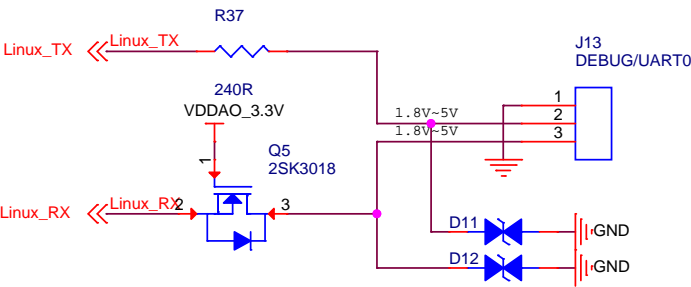 R37
Linux_TX
Linux_TX
J13
DEBUG/UART0
240R
VDDAO_3.3V
1
1.8V~5V
2
1.8V~5V
3
Q5
2SK3018
1
Linux_RX
Linux_RX
2
3
D11
GND
D12
GND